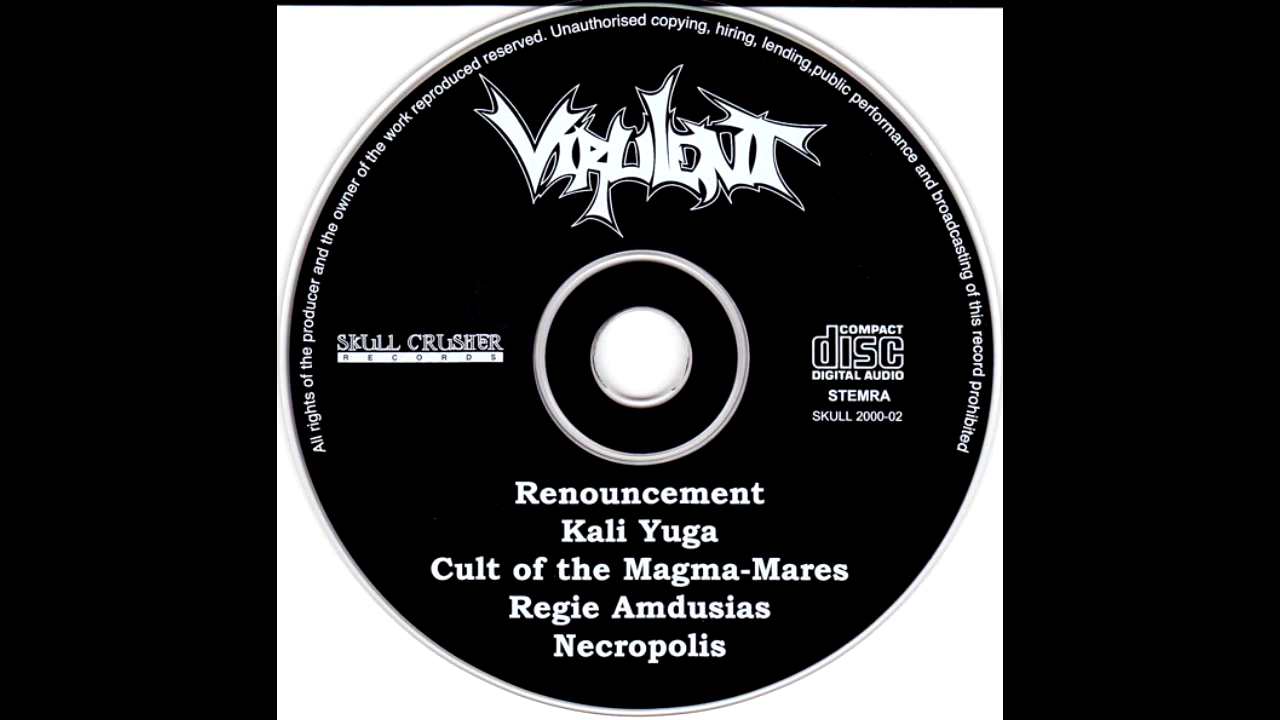 All rights of the producer and the owner of the work reproduced reserved. Unauthorised copying, hiring, lending,public performance and broadcasting of this record prohibited
VIRULENT
SKULL CRUSHER
RECORDS
COMPACT
disc
DIGITAL AUDIO
STEMRA
SKULL 2000-02
Renouncement
Kali Yuga
Cult of the Magma-Mares
Regie Amdusias
Necropolis